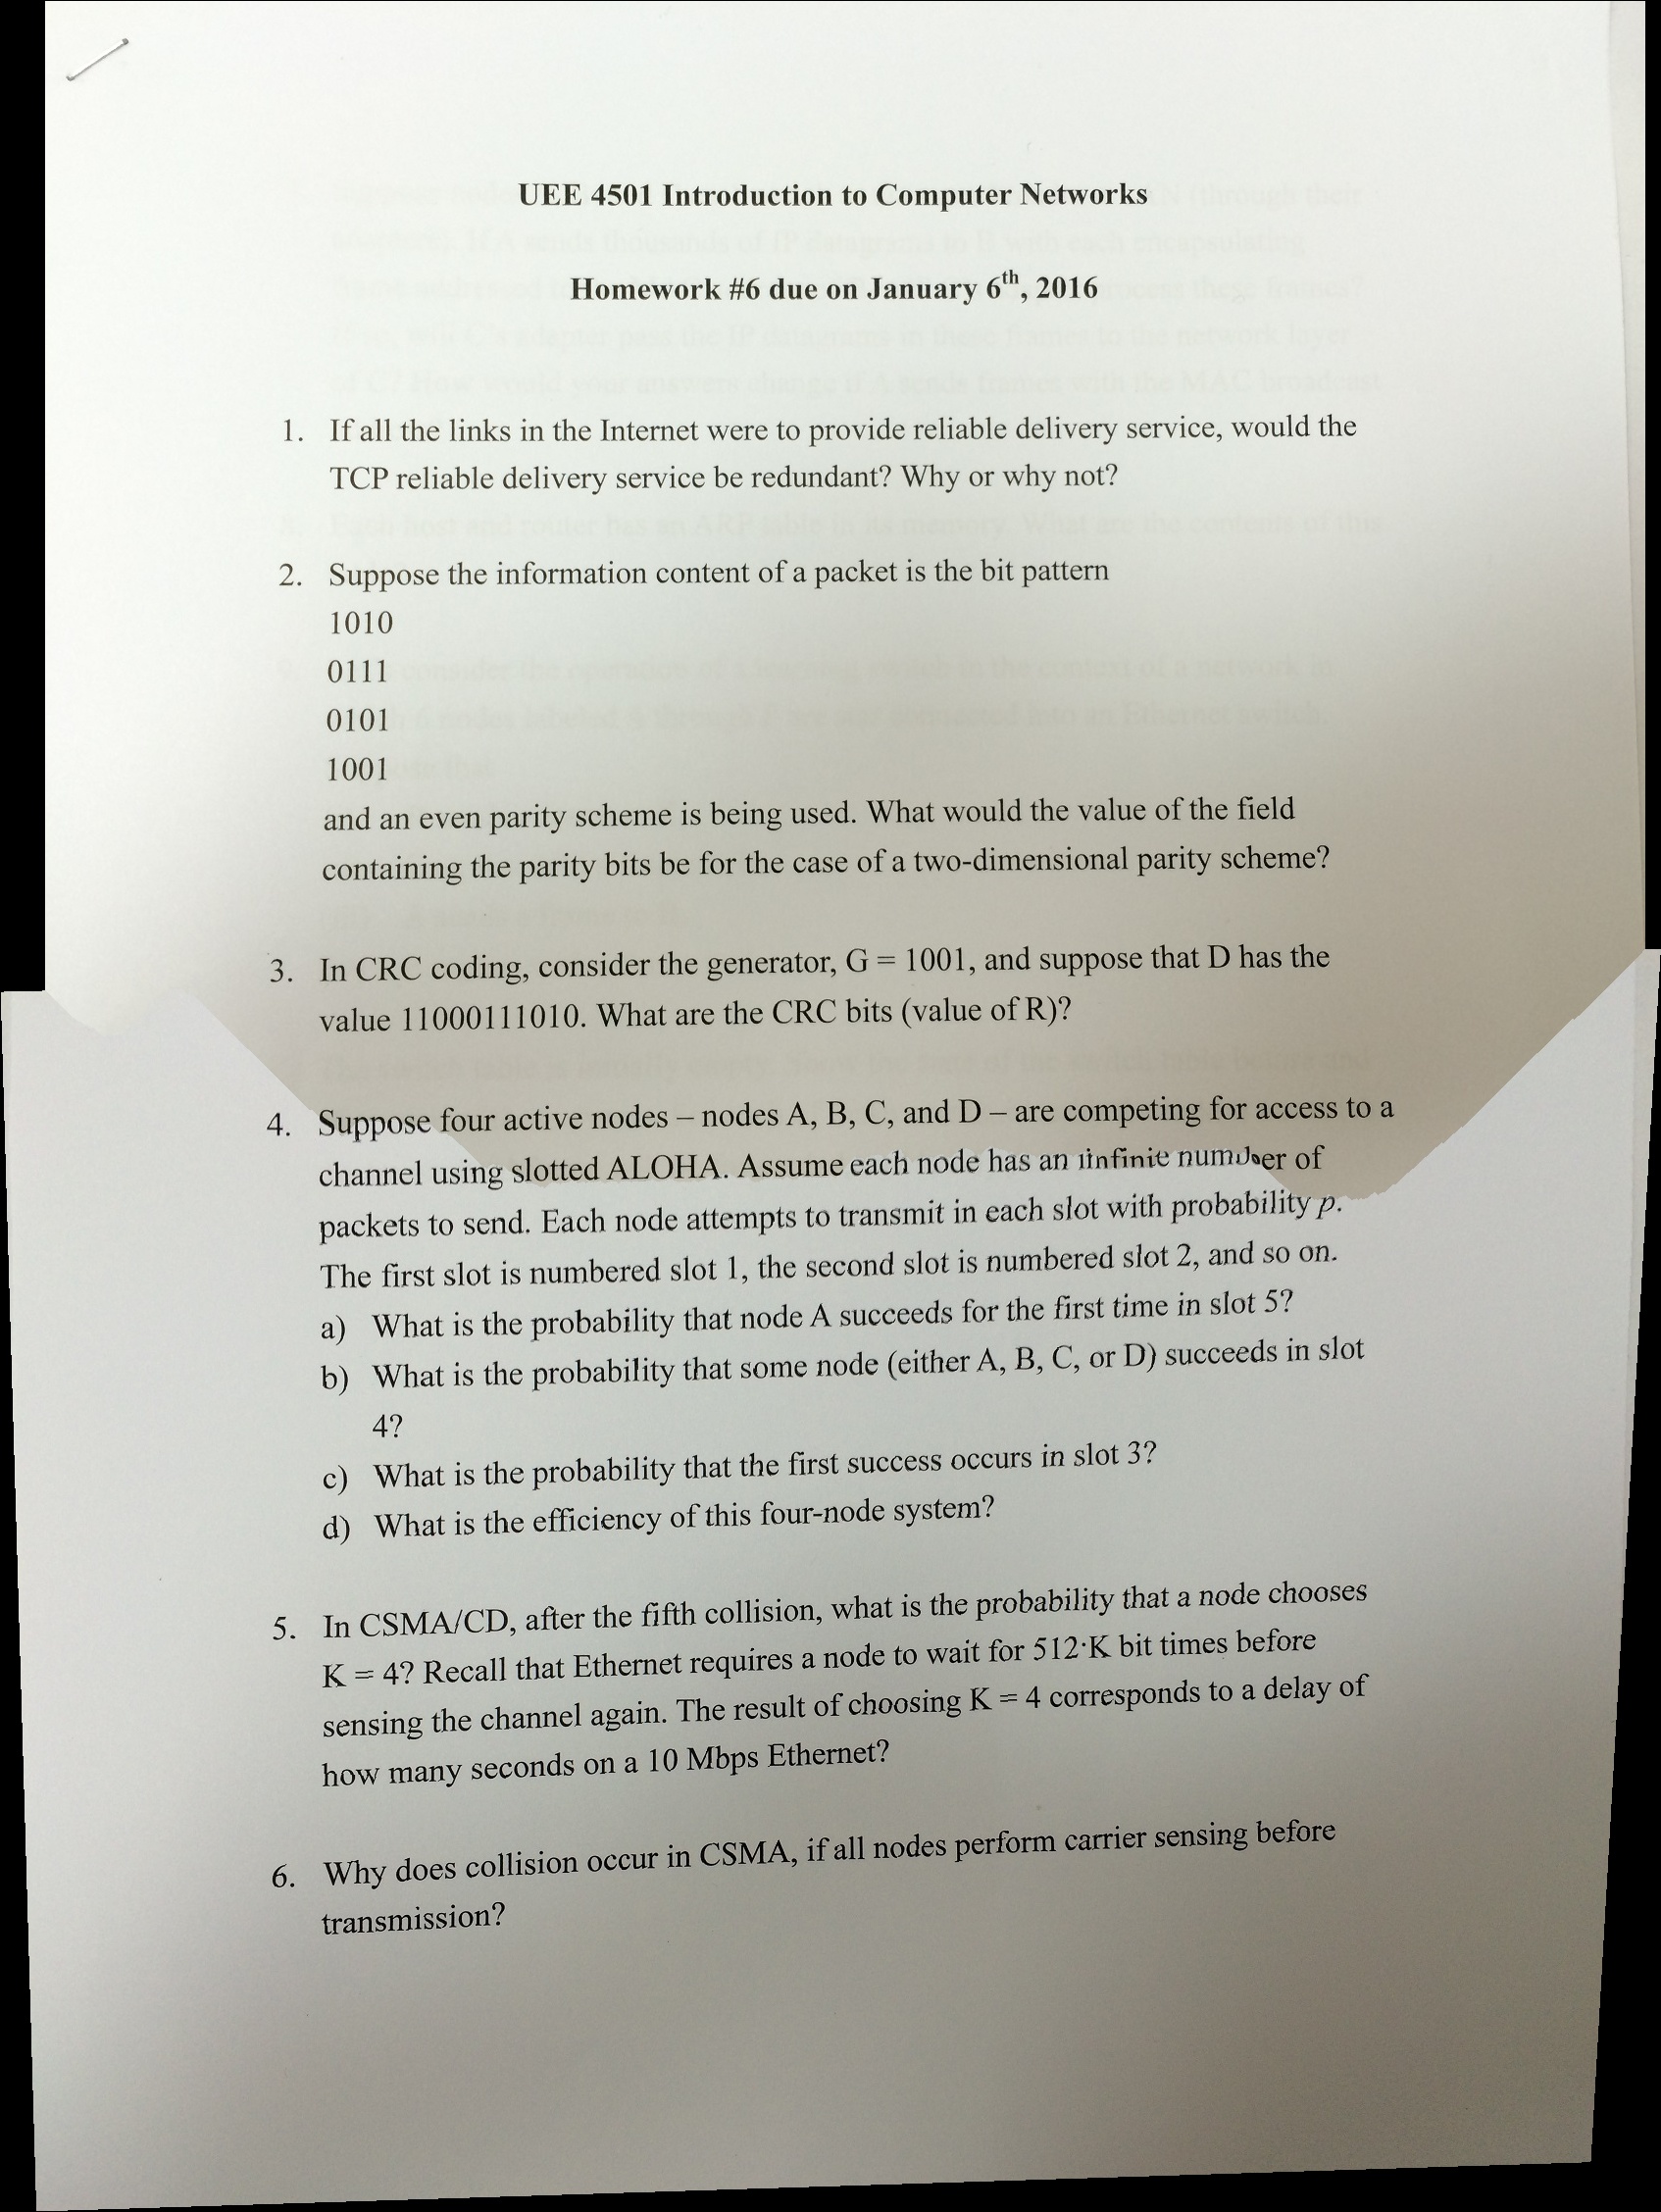 UEE 4501 Introduction to Computer Networks
Homework #6 due on January 6th, 2016
1. If all the links in the Internet were to provide reliable delivery service, would the
TCP reliable delivery service be redundant? Why or why not?
2. Suppose the information content of a packet is the bit pattern
1010
0111
0101
1001
and an even parity scheme is being used. What would the value of the field
containing the parity bits be for the case of a two-dimensional parity scheme?
3. In CRC coding, consider the generator, G = 1001, and suppose that D has the
value 11000111010. What are the CRC bits (value of R)?
4. Suppose four active nodes – nodes A, B, C, and D – are competing for access to a
channel using slotted ALOHA. Assume each node has an infinite number of
packets to send. Each node attempts to transmit in each slot with probability p.
The first slot is numbered slot 1, the second slot is numbered slot 2, and so on.
a) What is the probability that node A succeeds for the first time in slot 5?
b) What is the probability that some node (either A, B, C, or D) succeeds in slot
4?
c) What is the probability that the first success occurs in slot 3?
d) What is the efficiency of this four-node system?
5. In CSMA/CD, after the fifth collision, what is the probability that a node chooses
K = 4? Recall that Ethernet requires a node to wait for 512·K bit times before
sensing the channel again. The result of choosing K = 4 corresponds to a delay of
how many seconds on a 10 Mbps Ethernet?
6. Why does collision occur in CSMA, if all nodes perform carrier sensing before
transmission?